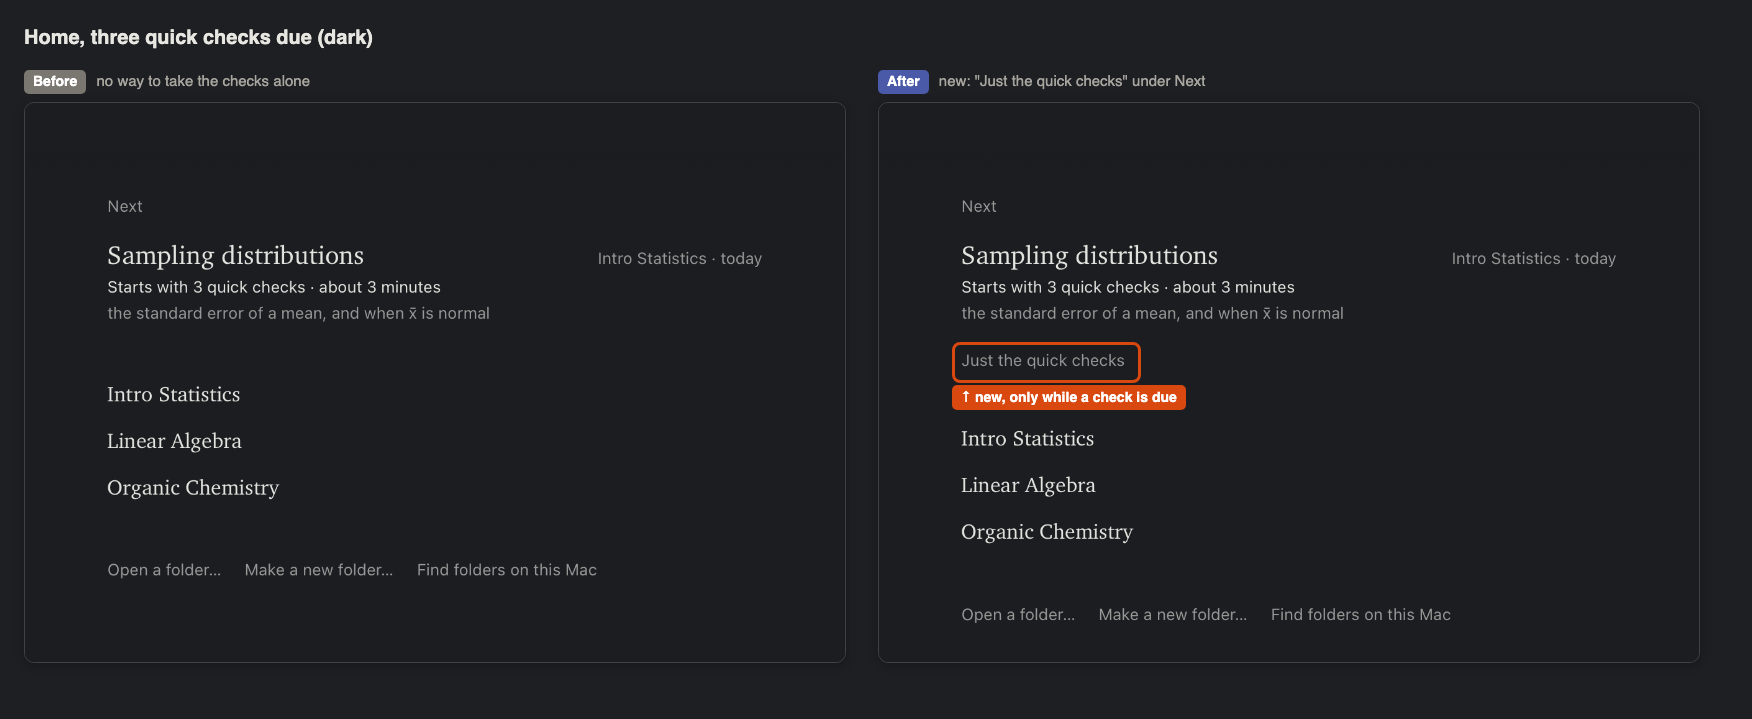 Home, three quick checks due (dark)
Before no way to take the checks alone
Next
Sampling distributions Intro Statistics · today
Starts with 3 quick checks · about 3 minutes
the standard error of a mean, and when x̄ is normal
Intro Statistics
Linear Algebra
Organic Chemistry
Open a folder... Make a new folder... Find folders on this Mac
After new: "Just the quick checks" under Next
Next
Sampling distributions Intro Statistics · today
Starts with 3 quick checks · about 3 minutes
the standard error of a mean, and when x̄ is normal
Just the quick checks
↑ new, only while a check is due
Intro Statistics
Linear Algebra
Organic Chemistry
Open a folder... Make a new folder... Find folders on this Mac